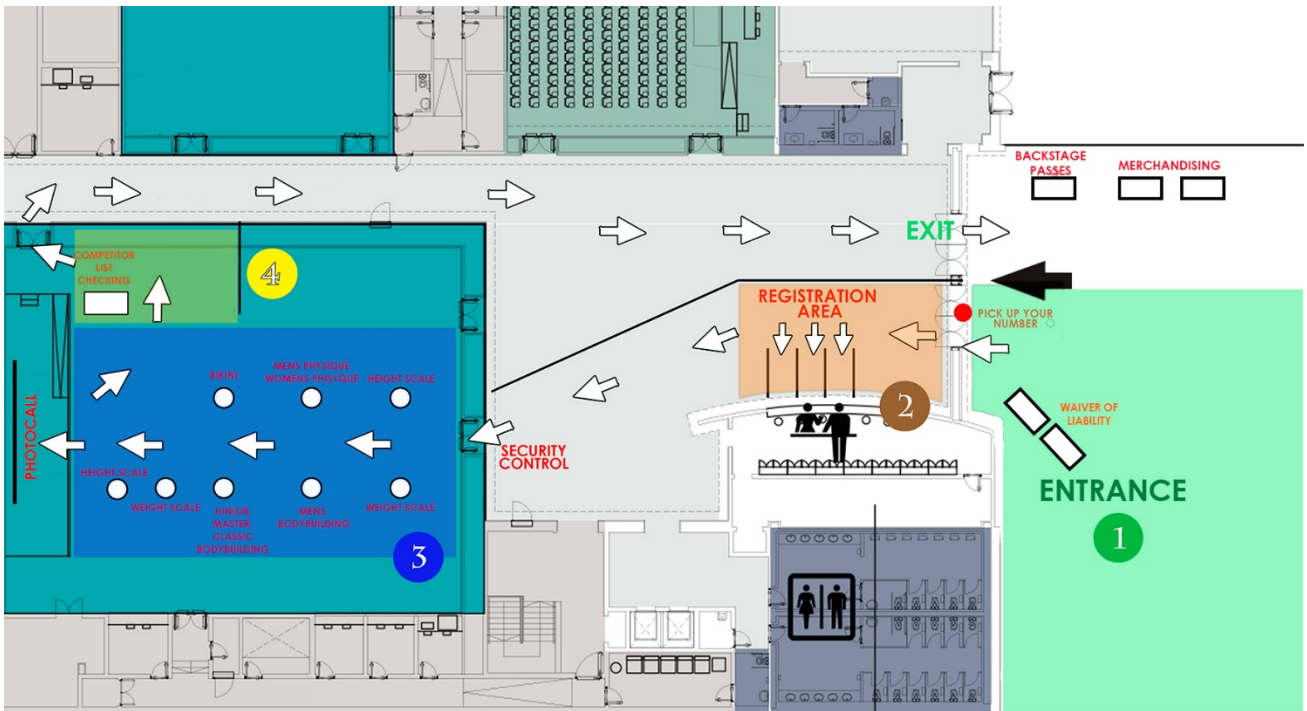 BACKSTAGE
PASSES
MERCHANDISING
EXIT
COMPETITOR
LIST
CHECKING
4
REGISTRATION
AREA
PICK UP YOUR
NUMBER
BIKINI
MENS PHYSIQUE
WOMENS PHISYQUE
HEIGHT SCALE
2
WAIVER OF
LIABILITY
PHOTOCALL
SECURITY
CONTROL
HEIGHT SCALE
WEIGHT SCALE
JUNIOR
MASTER,
CLASSIC
BODYBUILDING
MENS
BODYBUILDING
WEIGHT SCALE
ENTRANCE
1
3